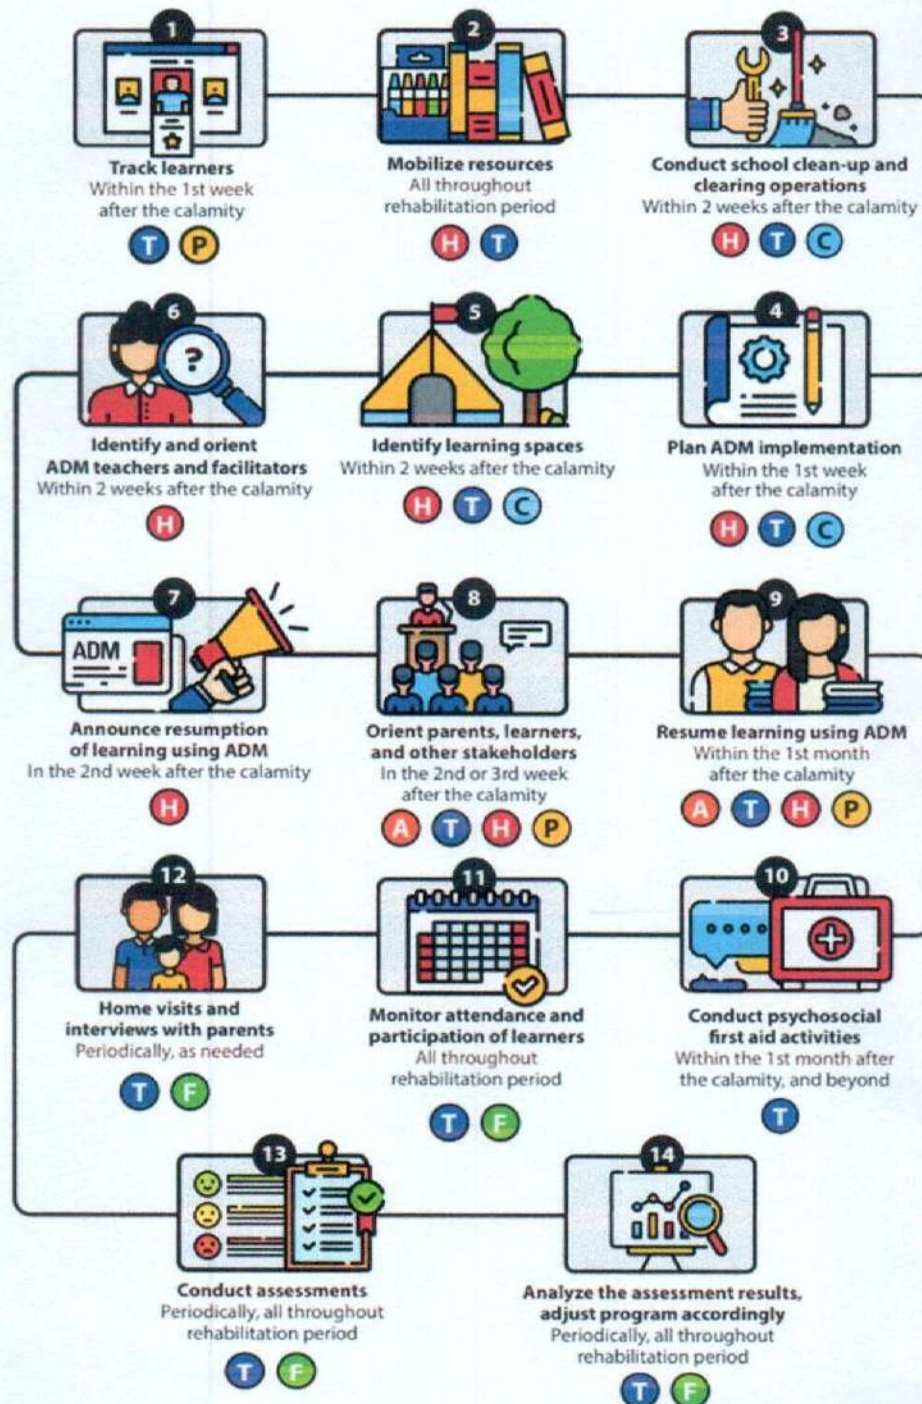 1
Track learners
Within the 1st week
after the calamity
T P
2
Mobilize resources
All throughout
rehabilitation period
H T
3
Conduct school clean-up and
clearing operations
Within 2 weeks after the calamity
H T C
4
Plan ADM implementation
Within the 1st week
after the calamity
H T C
5
Identify learning spaces
Within 2 weeks after the calamity
H T C
6
?
Identify and orient
ADM teachers and facilitators
Within 2 weeks after the calamity
H
7
ADM
Announce resumption
of learning using ADM
In the 2nd week after the calamity
H
8
Orient parents, learners,
and other stakeholders
In the 2nd or 3rd week
after the calamity
A T H P
9
Resume learning using ADM
Within the 1st month
after the calamity
A T H P
10
Conduct psychosocial
first aid activities
Within the 1st month after
the calamity, and beyond
T
11
Monitor attendance and
participation of learners
All throughout
rehabilitation period
T F
12
Home visits and
interviews with parents
Periodically, as needed
T F
13
Conduct assessments
Periodically, all throughout
rehabilitation period
T F
14
Analyze the assessment results,
adjust program accordingly
Periodically, all throughout
rehabilitation period
T F